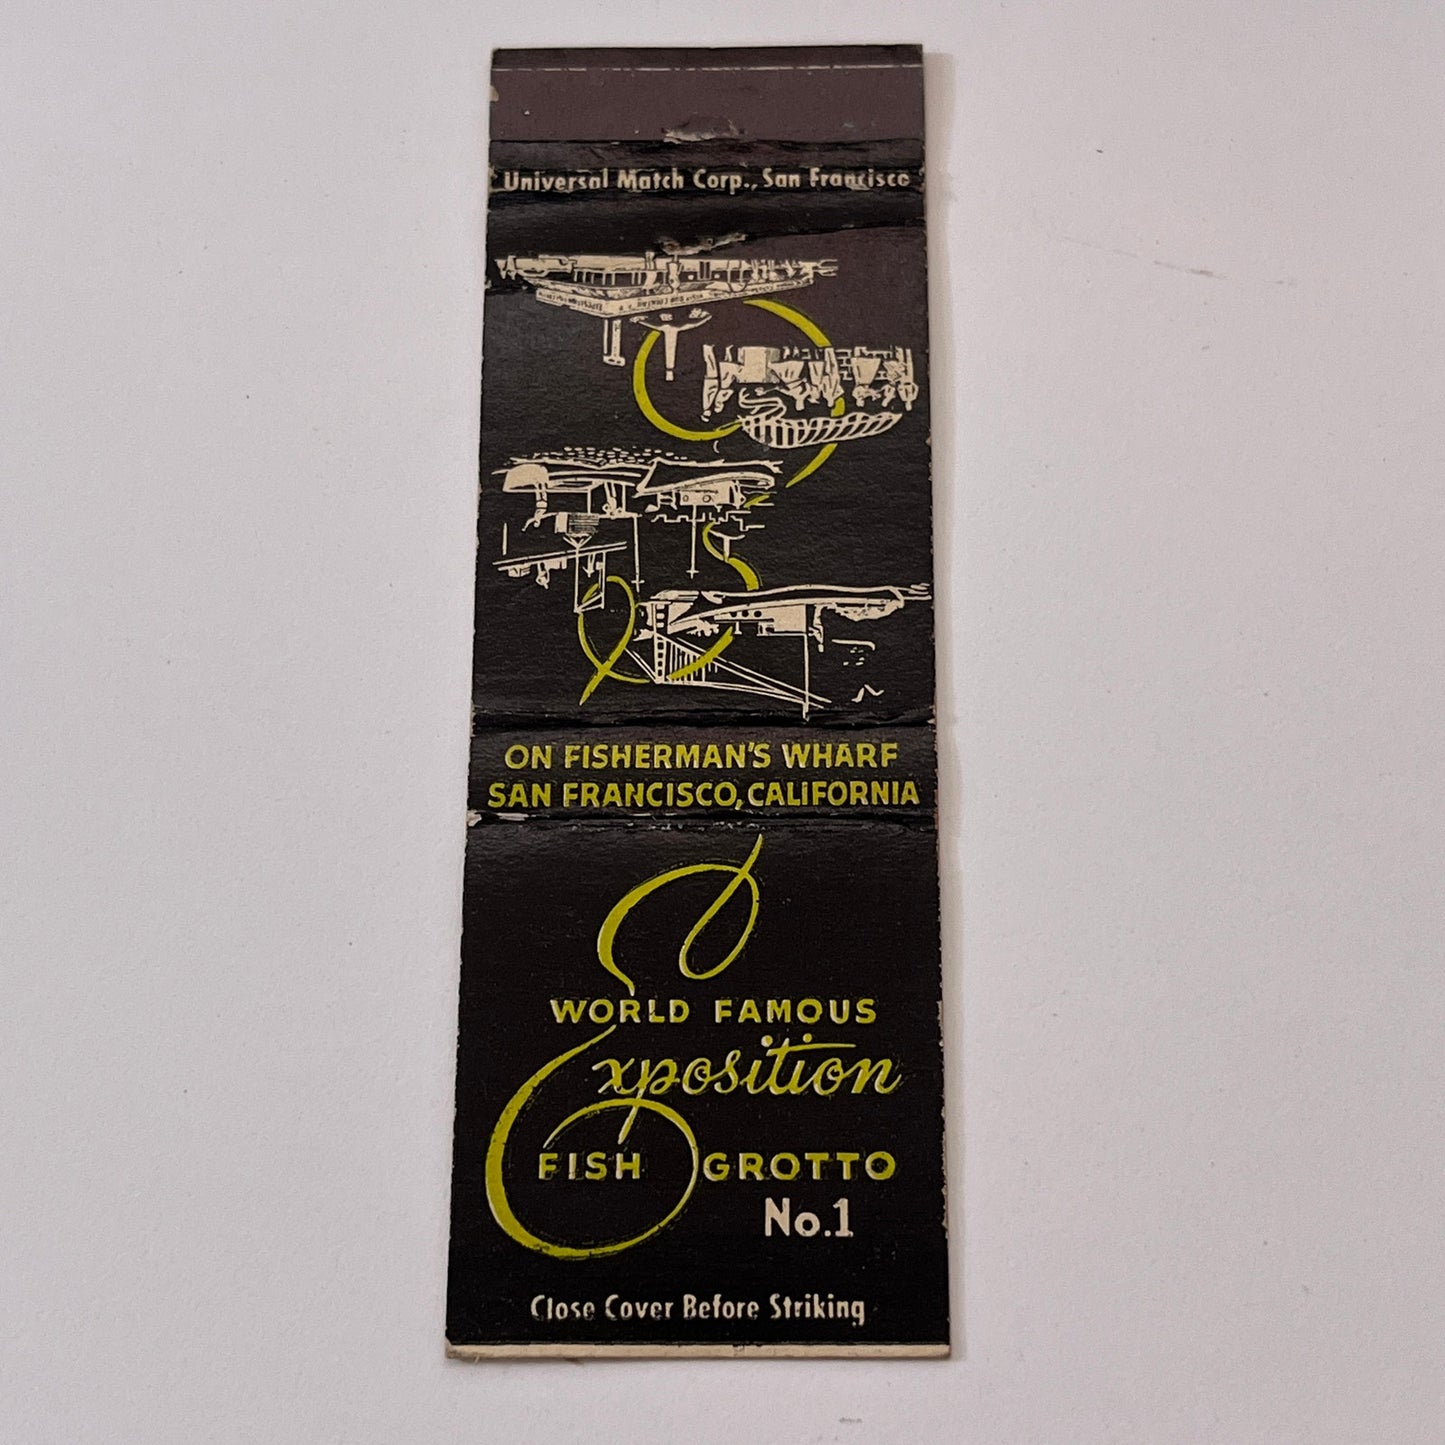 Universal Match Corp., San Francisco
ON FISHERMAN'S WHARF
SAN FRANCISCO, CALIFORNIA
WORLD FAMOUS
Exposition
FISH GROTTO
No. 1
Close Cover Before Striking